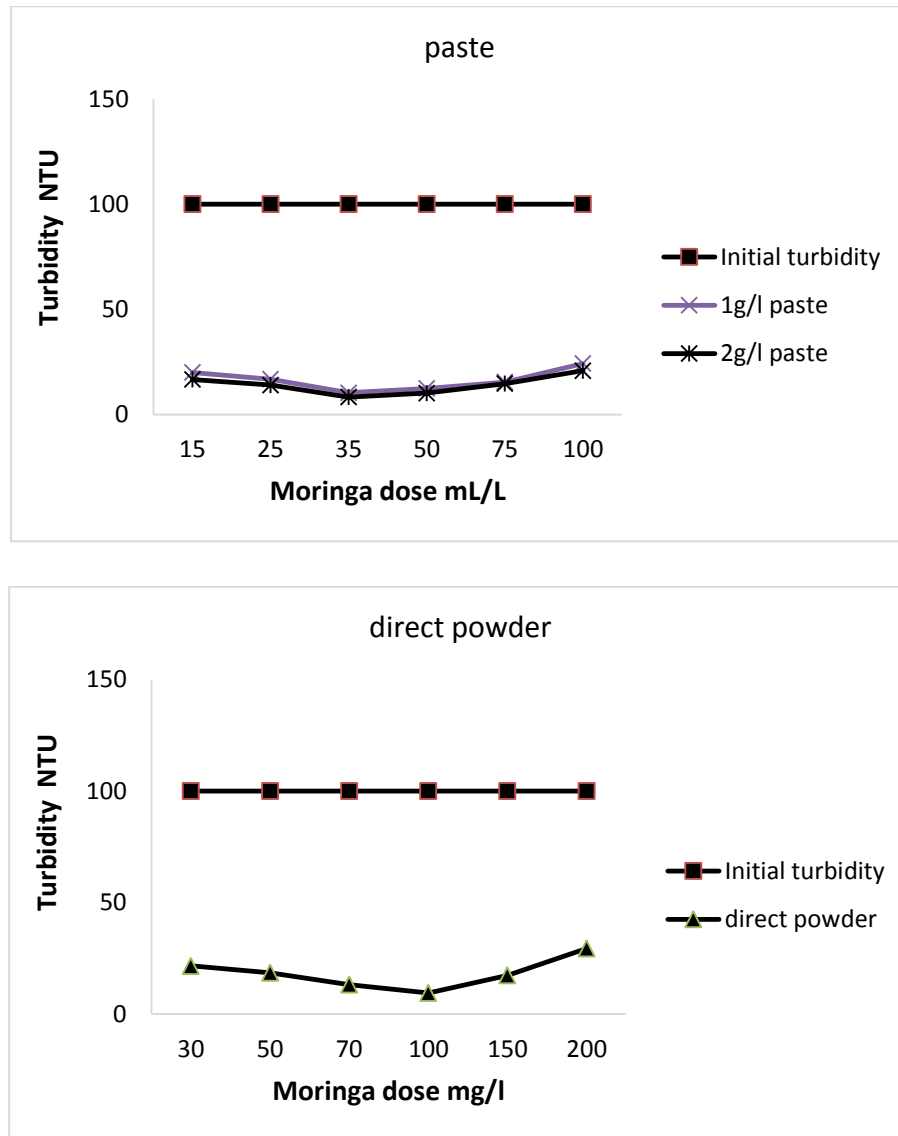 paste
150
100
50
0
Turbidity NTU
15 25 35 50 75 100
Moringa dose mL/L
Initial turbidity
1g/l paste
2g/l paste
direct powder
150
100
50
0
Turbidity NTU
30 50 70 100 150 200
Moringa dose mg/l
Initial turbidity
direct powder